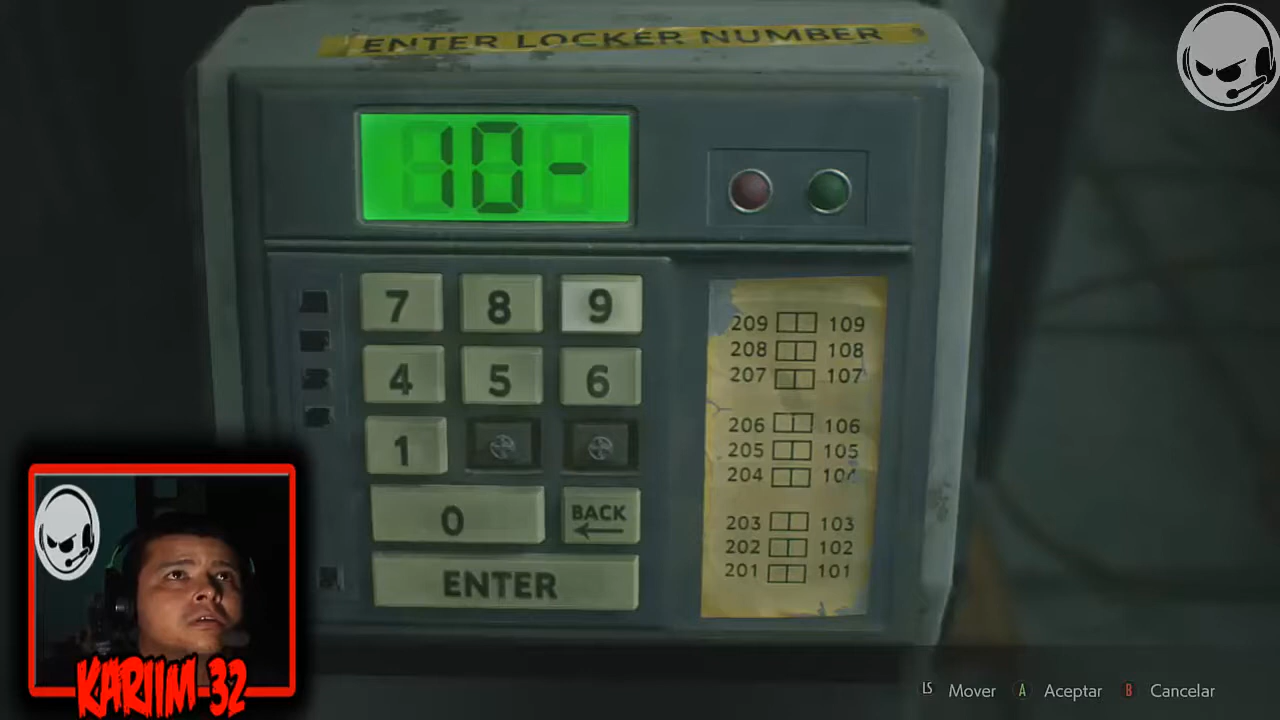 ENTER LOCKER NUMBER
10-
7 8 9
4 5 6
1
0 BACK
ENTER
209 109
208 108
207 107
206 106
205 105
204 104
203 103
202 102
201 101
KARIIM-32
LS Mover A Aceptar B Cancelar